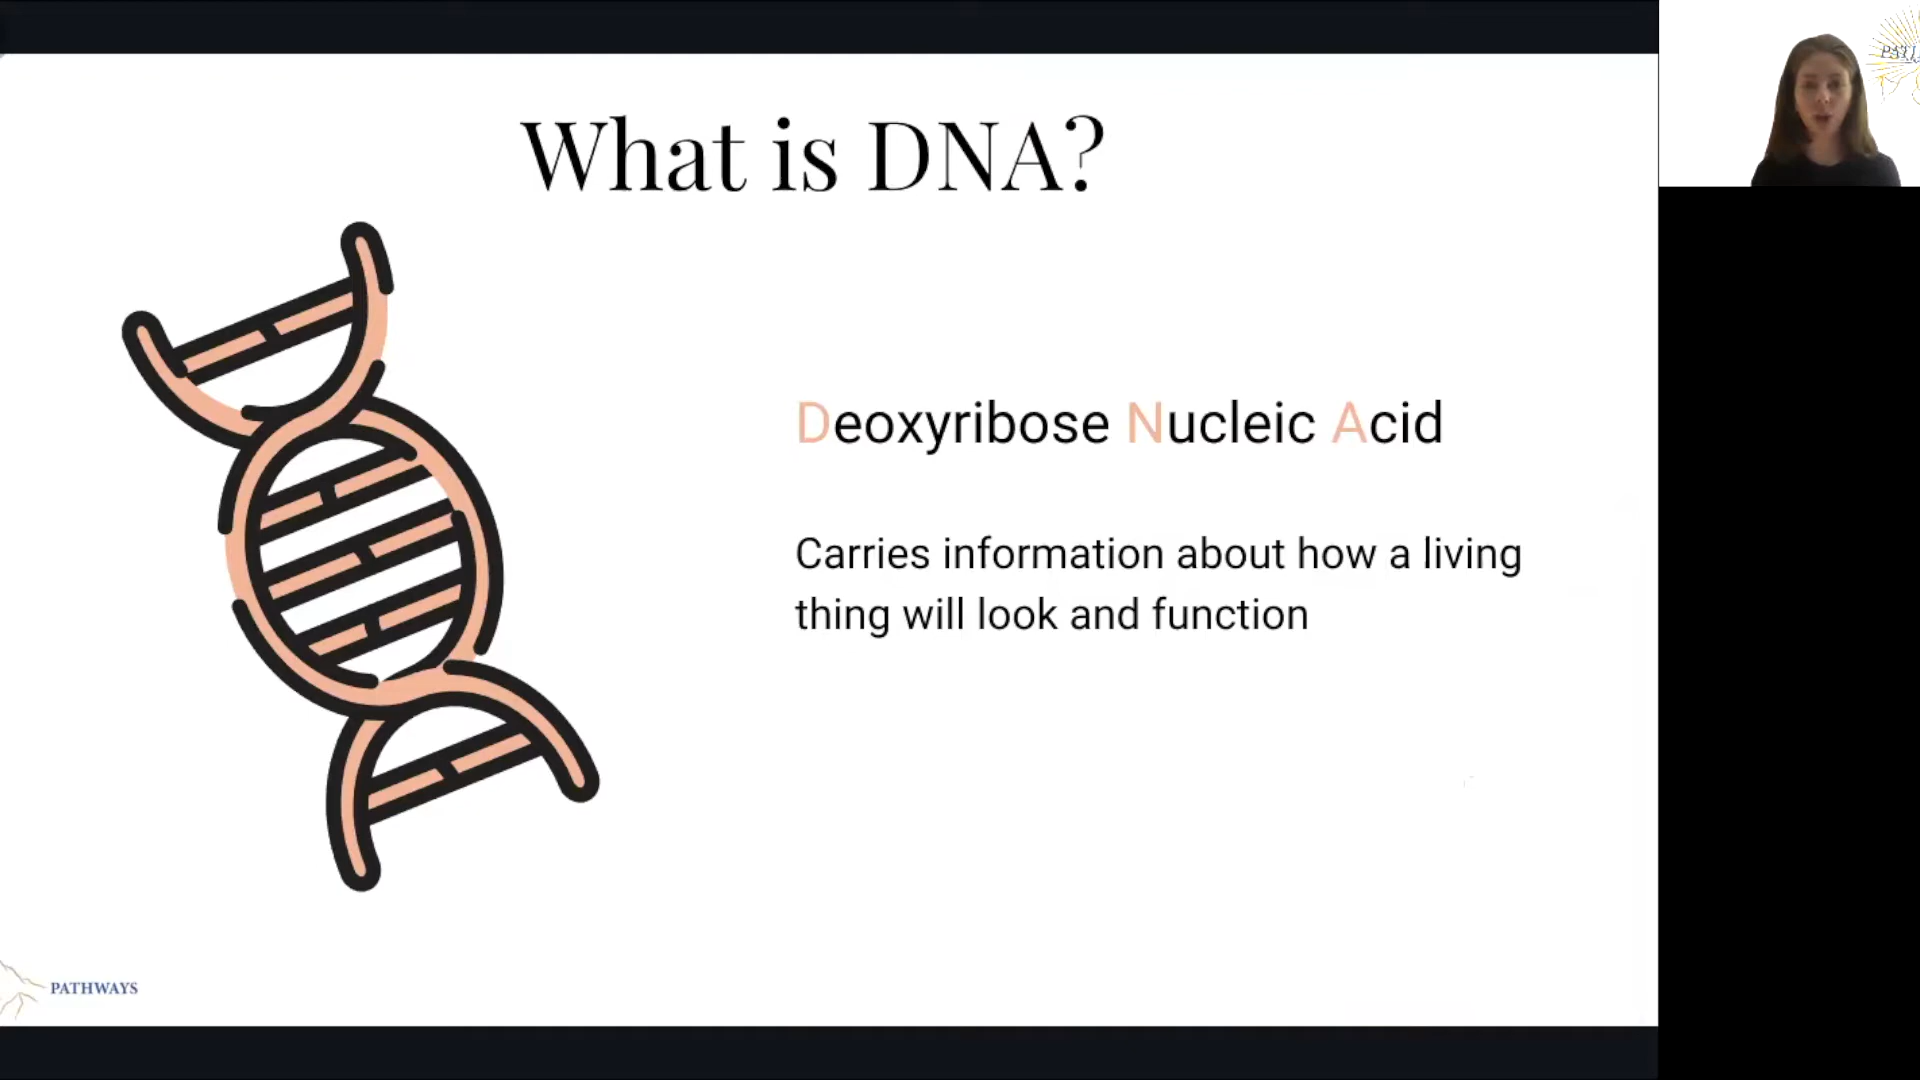 What is DNA?
Deoxyribose Nucleic Acid
Carries information about how a living
thing will look and function
PATHWAYS